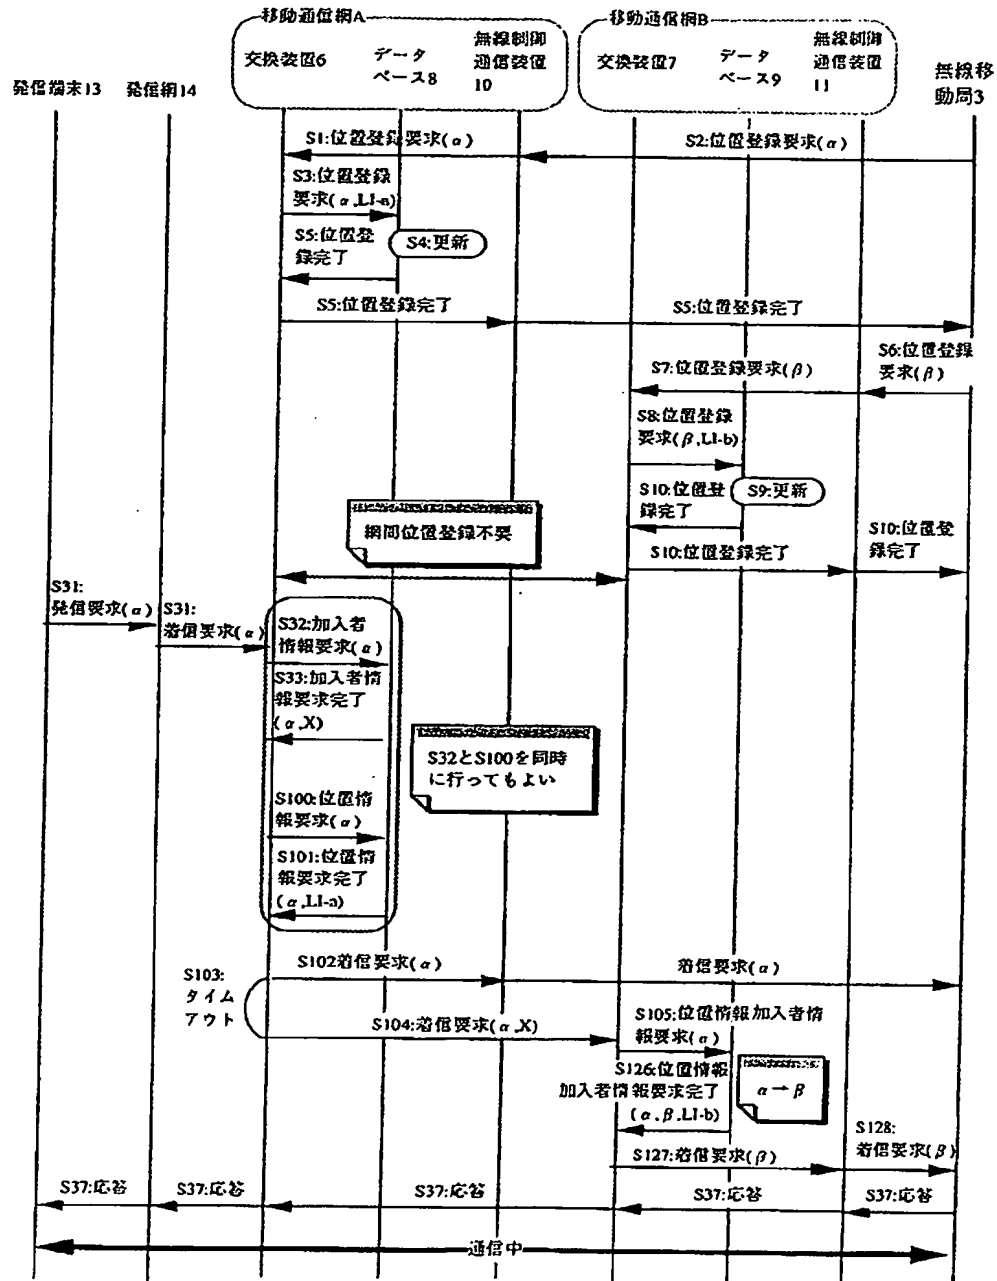 移動通信網A
移動通信網B
交換装置6
データ
ベース8
無線制御
通信装置
10
交換装置7
データ
ベース9
無線制御
通信装置
11
発信端末13
発信網14
無線移
動局3
S1:位置登録要求(α)
S2:位置登録要求(α)
S3:位置登録
要求(α,LI-a)
S5:位置登
録完了
S4:更新
S5:位置登録完了
S5:位置登録完了
S6:位置登録
要求(β)
S7:位置登録要求(β)
S8:位置登録
要求(β,LI-b)
S10:位置登
録完了
S9:更新
網間位置登録不要
S10:位置登録完了
S10:位置登
録完了
S31:
発信要求(α)
S31:
着信要求(α)
S32:加入者
情報要求(α)
S33:加入者情
報要求完了
(α,X)
S32とS100を同時
に行ってもよい
S100:位置情
報要求(α)
S101:位置情
報要求完了
(α,LI-a)
S102着信要求(α)
着信要求(α)
S103:
タイム
アウト
S104:着信要求(α,X)
S105:位置情報加入者情
報要求(α)
S126:位置情報
加入者情報要求完了
(α,β,LI-b)
α→β
S127:着信要求(β)
S128:
着信要求(β)
S37:応答
S37:応答
S37:応答
S37:応答
S37:応答
通信中